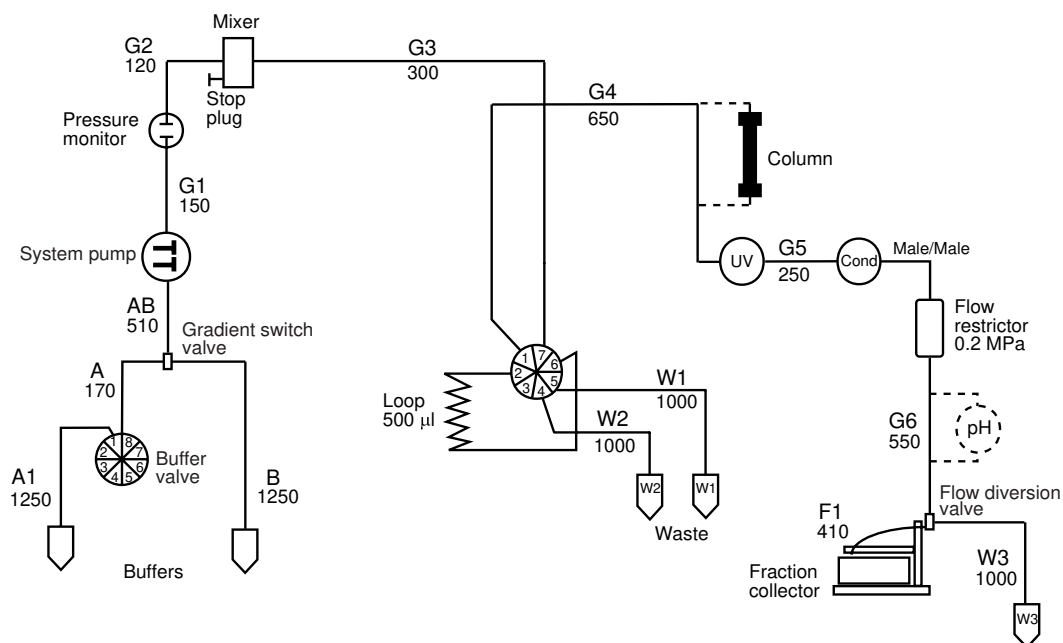 Mixer
G2
120
G3
300
Stop
plug
G4
650
Pressure
monitor
Column
G1
150
System pump
UV
G5
250
Cond
Male/Male
AB
510
Gradient switch
valve
Flow
restrictor
0.2 MPa
A
170
1
2
3
4
5
6
7
Loop
500 µl
W1
1000
W2
1000
G6
550
pH
1
2
3
4
5
6
7
8
Buffer
valve
A1
1250
B
1250
W2
W1
Waste
Flow diversion
valve
F1
410
W3
1000
Buffers
Fraction
collector
W3